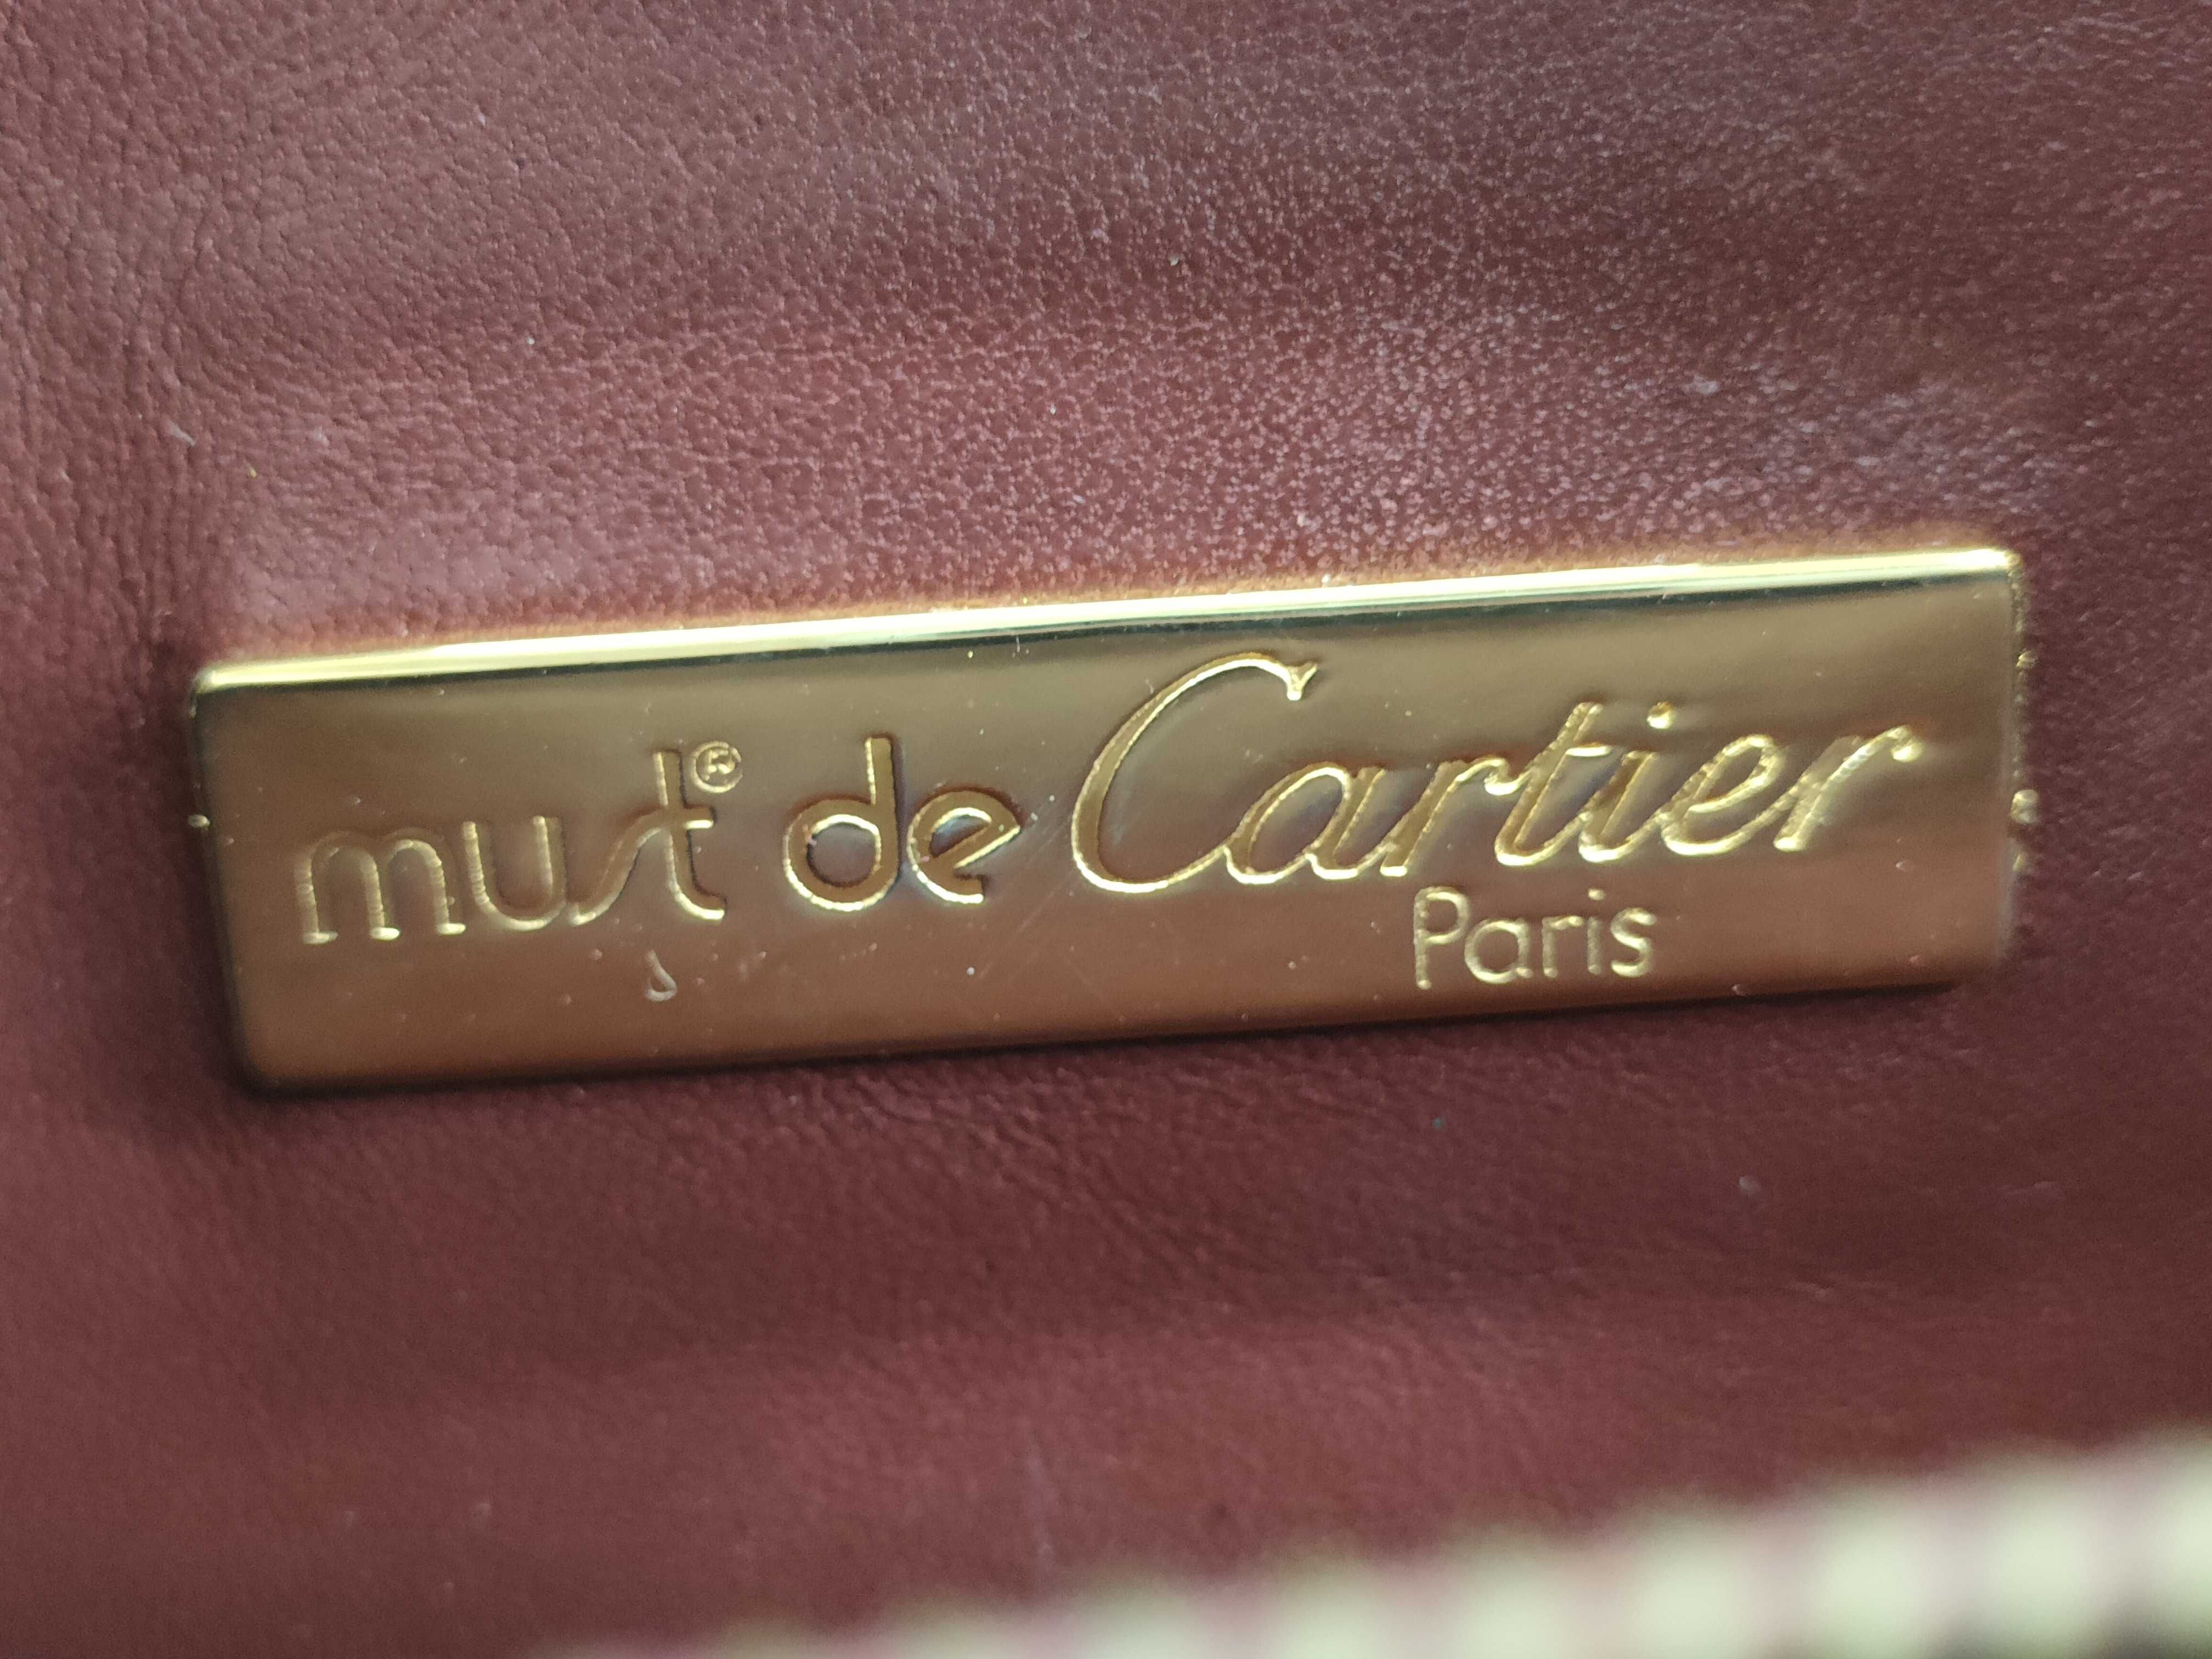 must® de Cartier
Paris